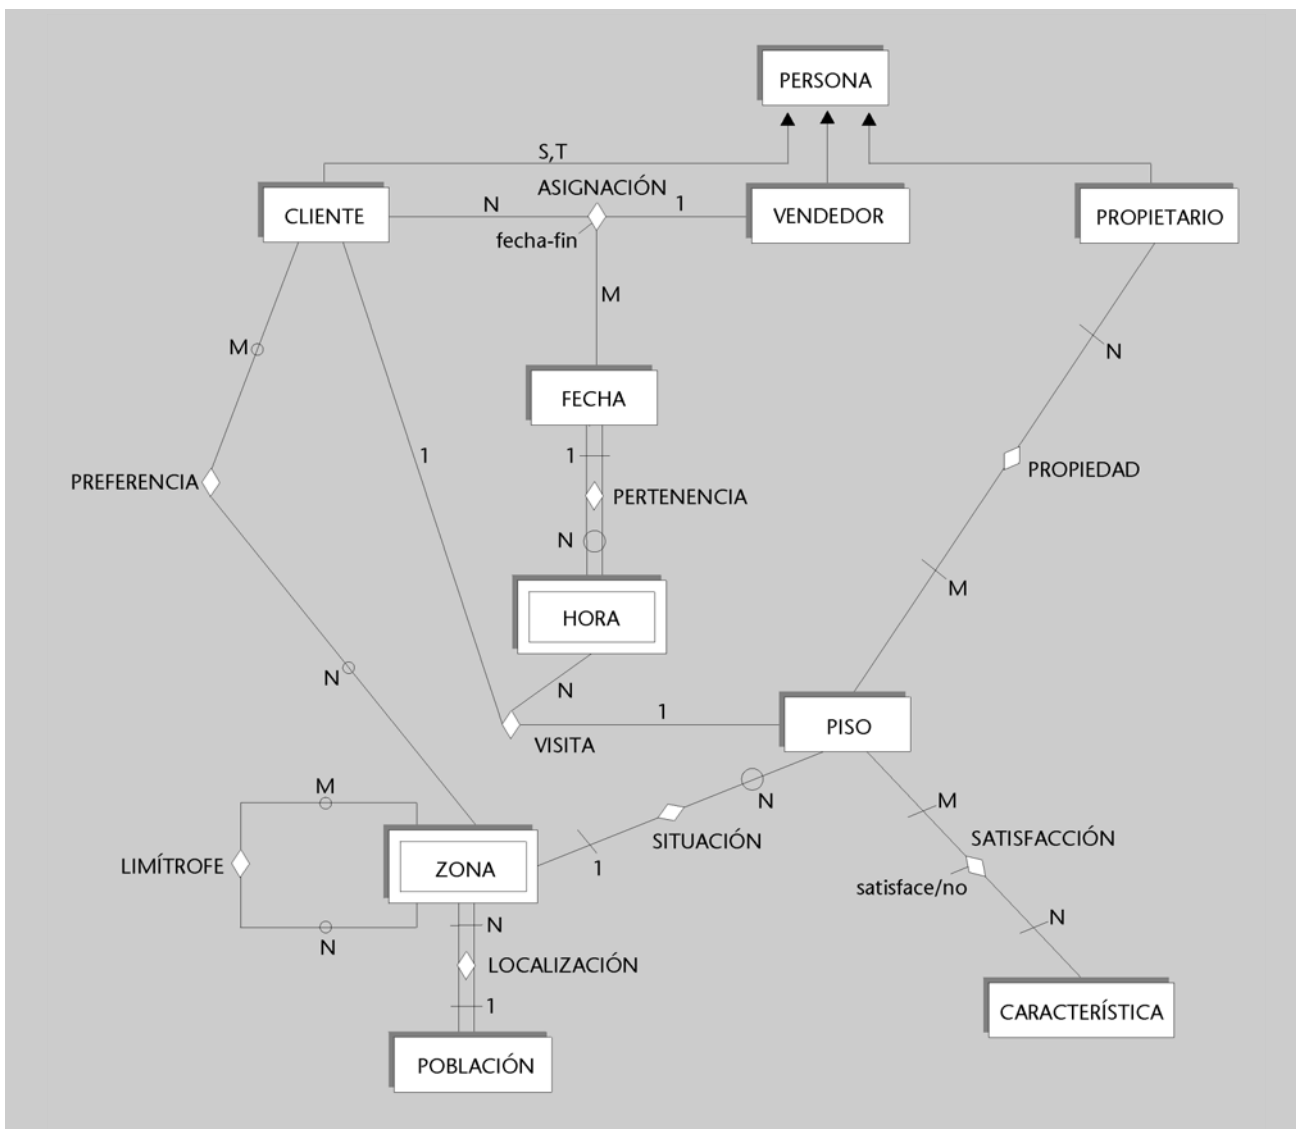 PERSONA
S,T
ASIGNACIÓN
CLIENTE
N
1
VENDEDOR
PROPIETARIO
fecha-fin
M
M
N
FECHA
1
1
PROPIEDAD
PREFERENCIA
PERTENENCIA
N
M
HORA
N
N
1
PISO
VISITA
M
N
M
SITUACIÓN
SATISFACCIÓN
LIMÍTROFE
ZONA
1
satisface/no
N
N
N
LOCALIZACIÓN
1
CARACTERÍSTICA
POBLACIÓN